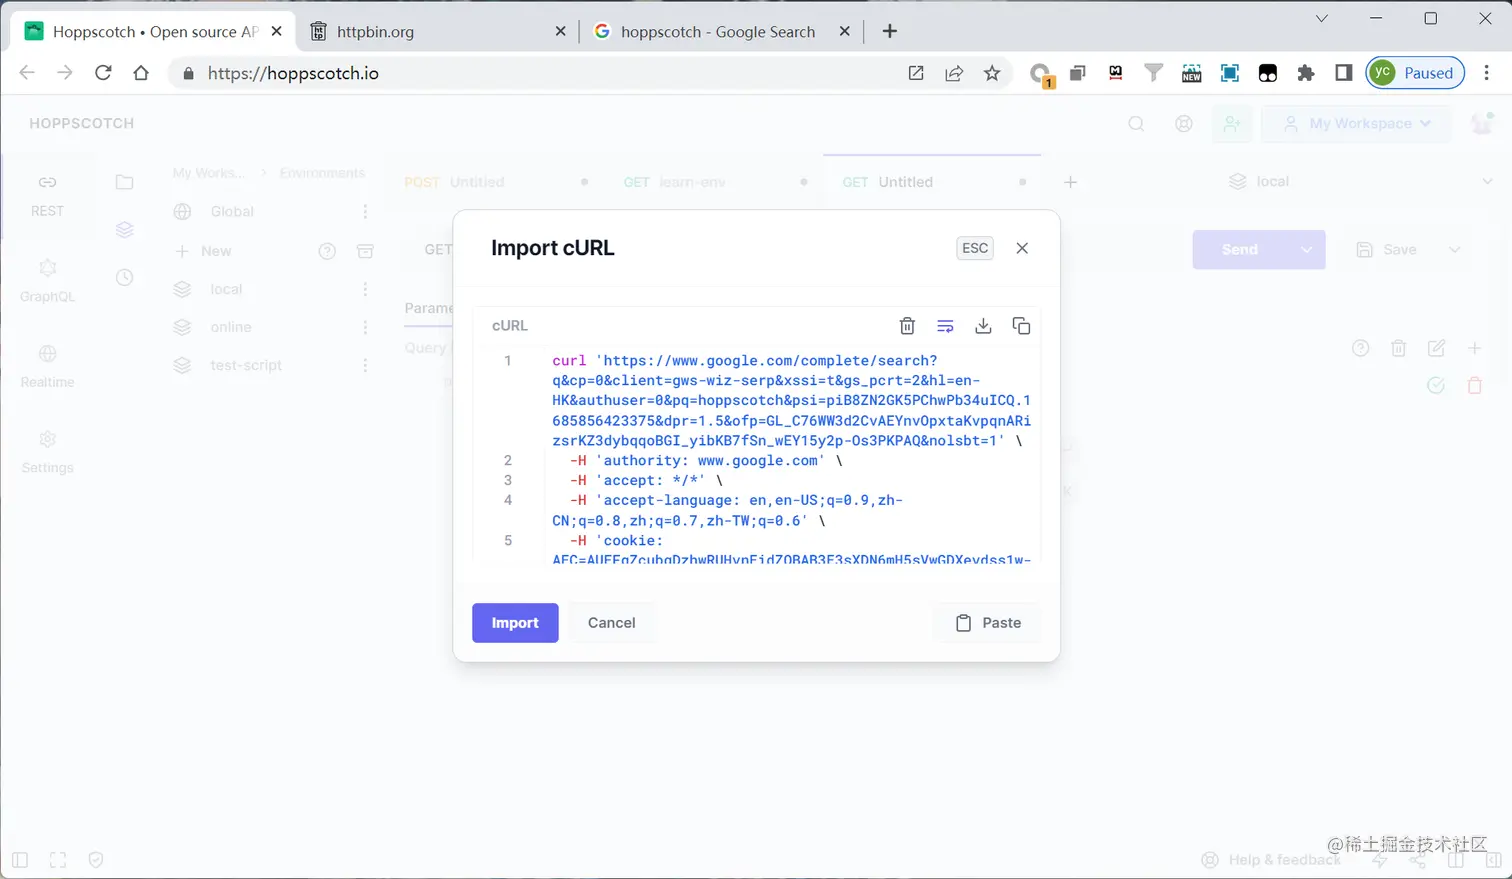 Hoppscotch • Open source AP
httpbin.org
hoppscotch - Google Search
https://hoppscotch.io
1
NEW
YC
Paused
HOPPSCOTCH
My Workspace
My Works... > Environments
POST Untitled
GET learn-env
GET Untitled
local
REST
Global
New
GET
Send
Save
GraphQL
local
online
test-script
Realtime
Settings
Parame
Query
Import cURL
ESC
cURL
1 curl 'https://www.google.com/complete/search?
q&cp=0&client=gws-wiz-serp&xssi=t&gs_pcrt=2&hl=en-
HK&authuser=0&pq=hoppscotch&psi=piB8ZN2GK5PChwPb34uICQ.1
685856423375&dpr=1.5&ofp=GL_C76WW3d2CvAEYnvOpxtaKvpqnARi
zsrKZ3dybqqoBGI_yibKB7fSn_wEY15y2p-Os3PKPAQ&nolsbt=1' \
2 -H 'authority: www.google.com' \
3 -H 'accept: */*' \
4 -H 'accept-language: en,en-US;q=0.9,zh-
CN;q=0.8,zh;q=0.7,zh-TW;q=0.6' \
5 -H 'cookie:
Import
Cancel
Paste
K
@稀土掘金技术社区
Help & feedback